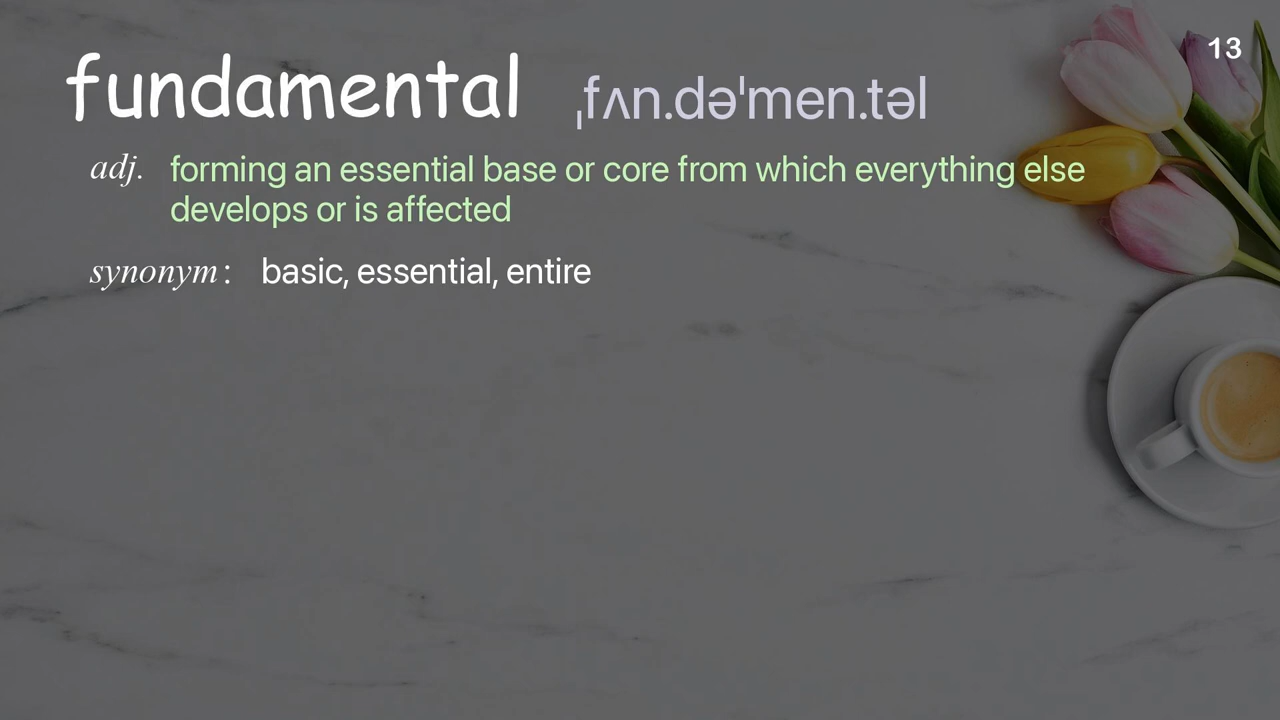 13
fundamental ˌfʌn.dəˈmen.təl
adj. forming an essential base or core from which everything else
develops or is affected
synonym: basic, essential, entire